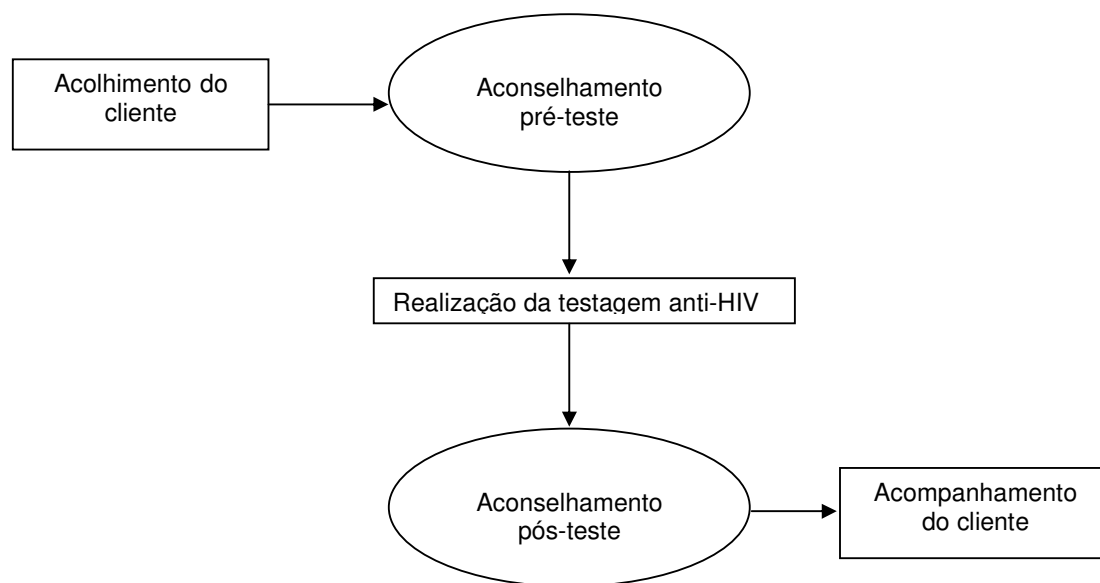 Acolhimento do
cliente
Aconselhamento
pré-teste
Realização da testagem anti-HIV
Aconselhamento
pós-teste
Acompanhamento
do cliente